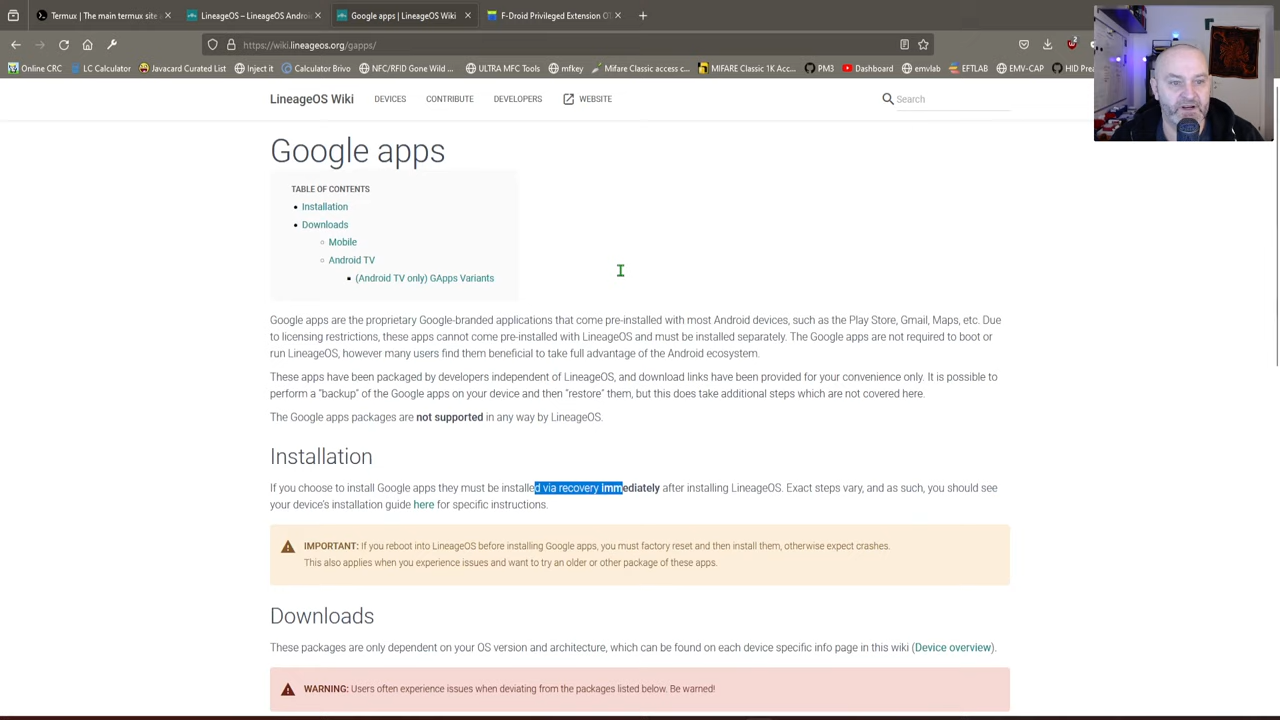 Termux | The main termux site
LineageOS – LineageOS Androi
Google apps | LineageOS Wiki
F-Droid Privileged Extension OT
https://wiki.lineageos.org/gapps/
Online CRC
LC Calculator
Javacard Curated List
Inject it
Calculator Brivo
NFC/RFID Gone Wild ...
ULTRA MFC Tools
mfkey
Mifare Classic access c...
MIFARE Classic 1K Acc...
PM3
Dashboard
emvlab
EFTLAB
EMV-CAP
HID Pre
LineageOS Wiki
DEVICES
CONTRIBUTE
DEVELOPERS
WEBSITE
Search
Google apps
TABLE OF CONTENTS
Installation
Downloads
Mobile
Android TV
(Android TV only) GApps Variants
Google apps are the proprietary Google-branded applications that come pre-installed with most Android devices, such as the Play Store, Gmail, Maps, etc. Due
to licensing restrictions, these apps cannot come pre-installed with LineageOS and must be installed separately. The Google apps are not required to boot or
run LineageOS, however many users find them beneficial to take full advantage of the Android ecosystem.
These apps have been packaged by developers independent of LineageOS, and download links have been provided for your convenience only. It is possible to
perform a “backup” of the Google apps on your device and then “restore” them, but this does take additional steps which are not covered here.
The Google apps packages are not supported in any way by LineageOS.
Installation
If you choose to install Google apps they must be installed via recovery immediately after installing LineageOS. Exact steps vary, and as such, you should see
your device's installation guide here for specific instructions.
IMPORTANT: If you reboot into LineageOS before installing Google apps, you must factory reset and then install them, otherwise expect crashes.
This also applies when you experience issues and want to try an older or other package of these apps.
Downloads
These packages are only dependent on your OS version and architecture, which can be found on each device specific info page in this wiki (Device overview).
WARNING: Users often experience issues when deviating from the packages listed below. Be warned!